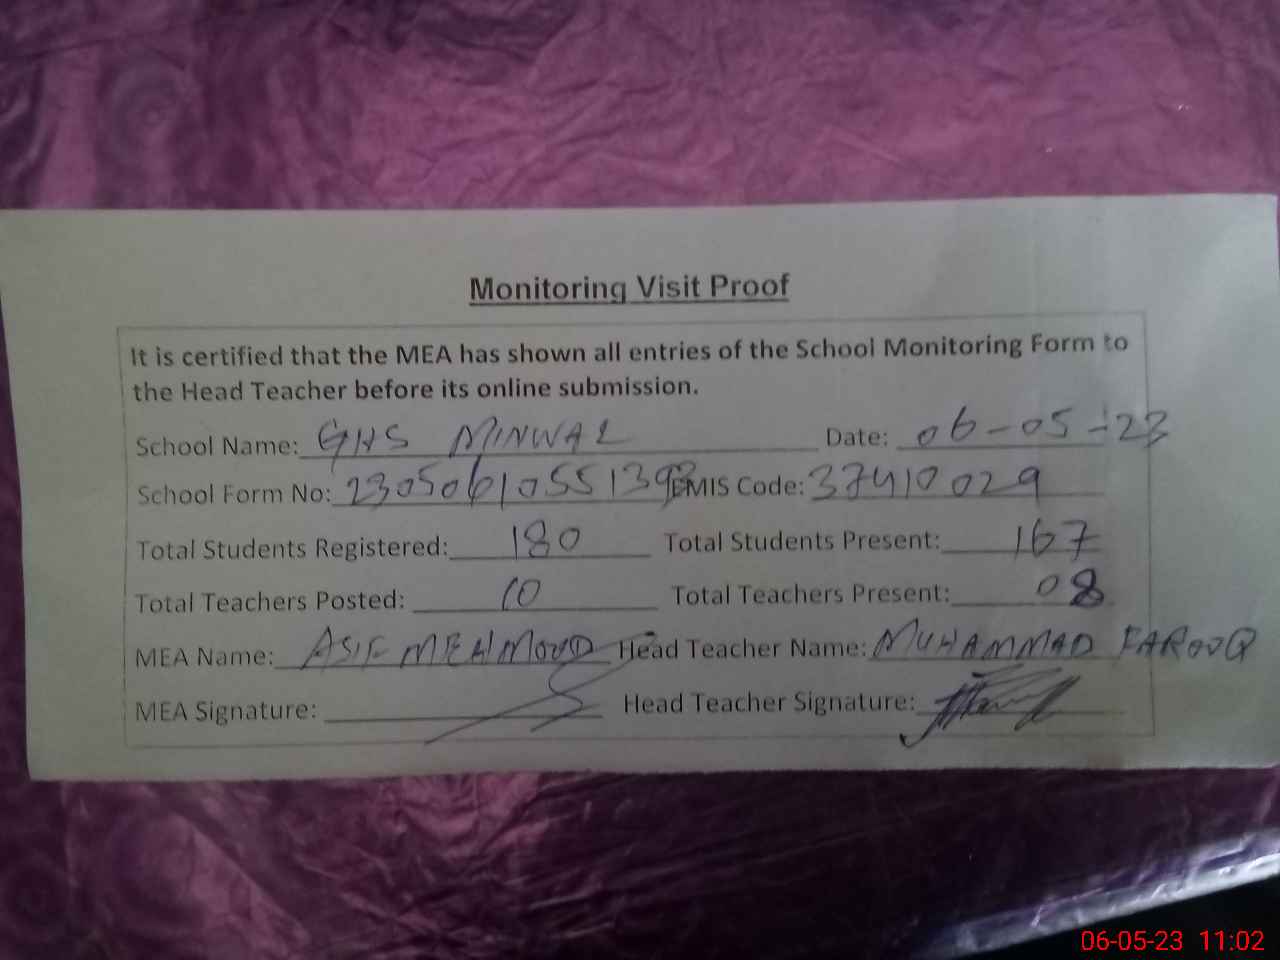 Monitoring Visit Proof
It is certified that the MEA has shown all entries of the School Monitoring Form to
the Head Teacher before its online submission.
School Name: GHS MINWAL Date: 06-05-23
School Form No: EMIS Code: 37410029
Total Students Registered: 180 Total Students Present: 167
Total Teachers Posted: 10 Total Teachers Present: 08
MEA Name: ASIF MEHMOOD Head Teacher Name: MUHAMMAD FAROOQ
MEA Signature: Head Teacher Signature:
06-05-23 11:02